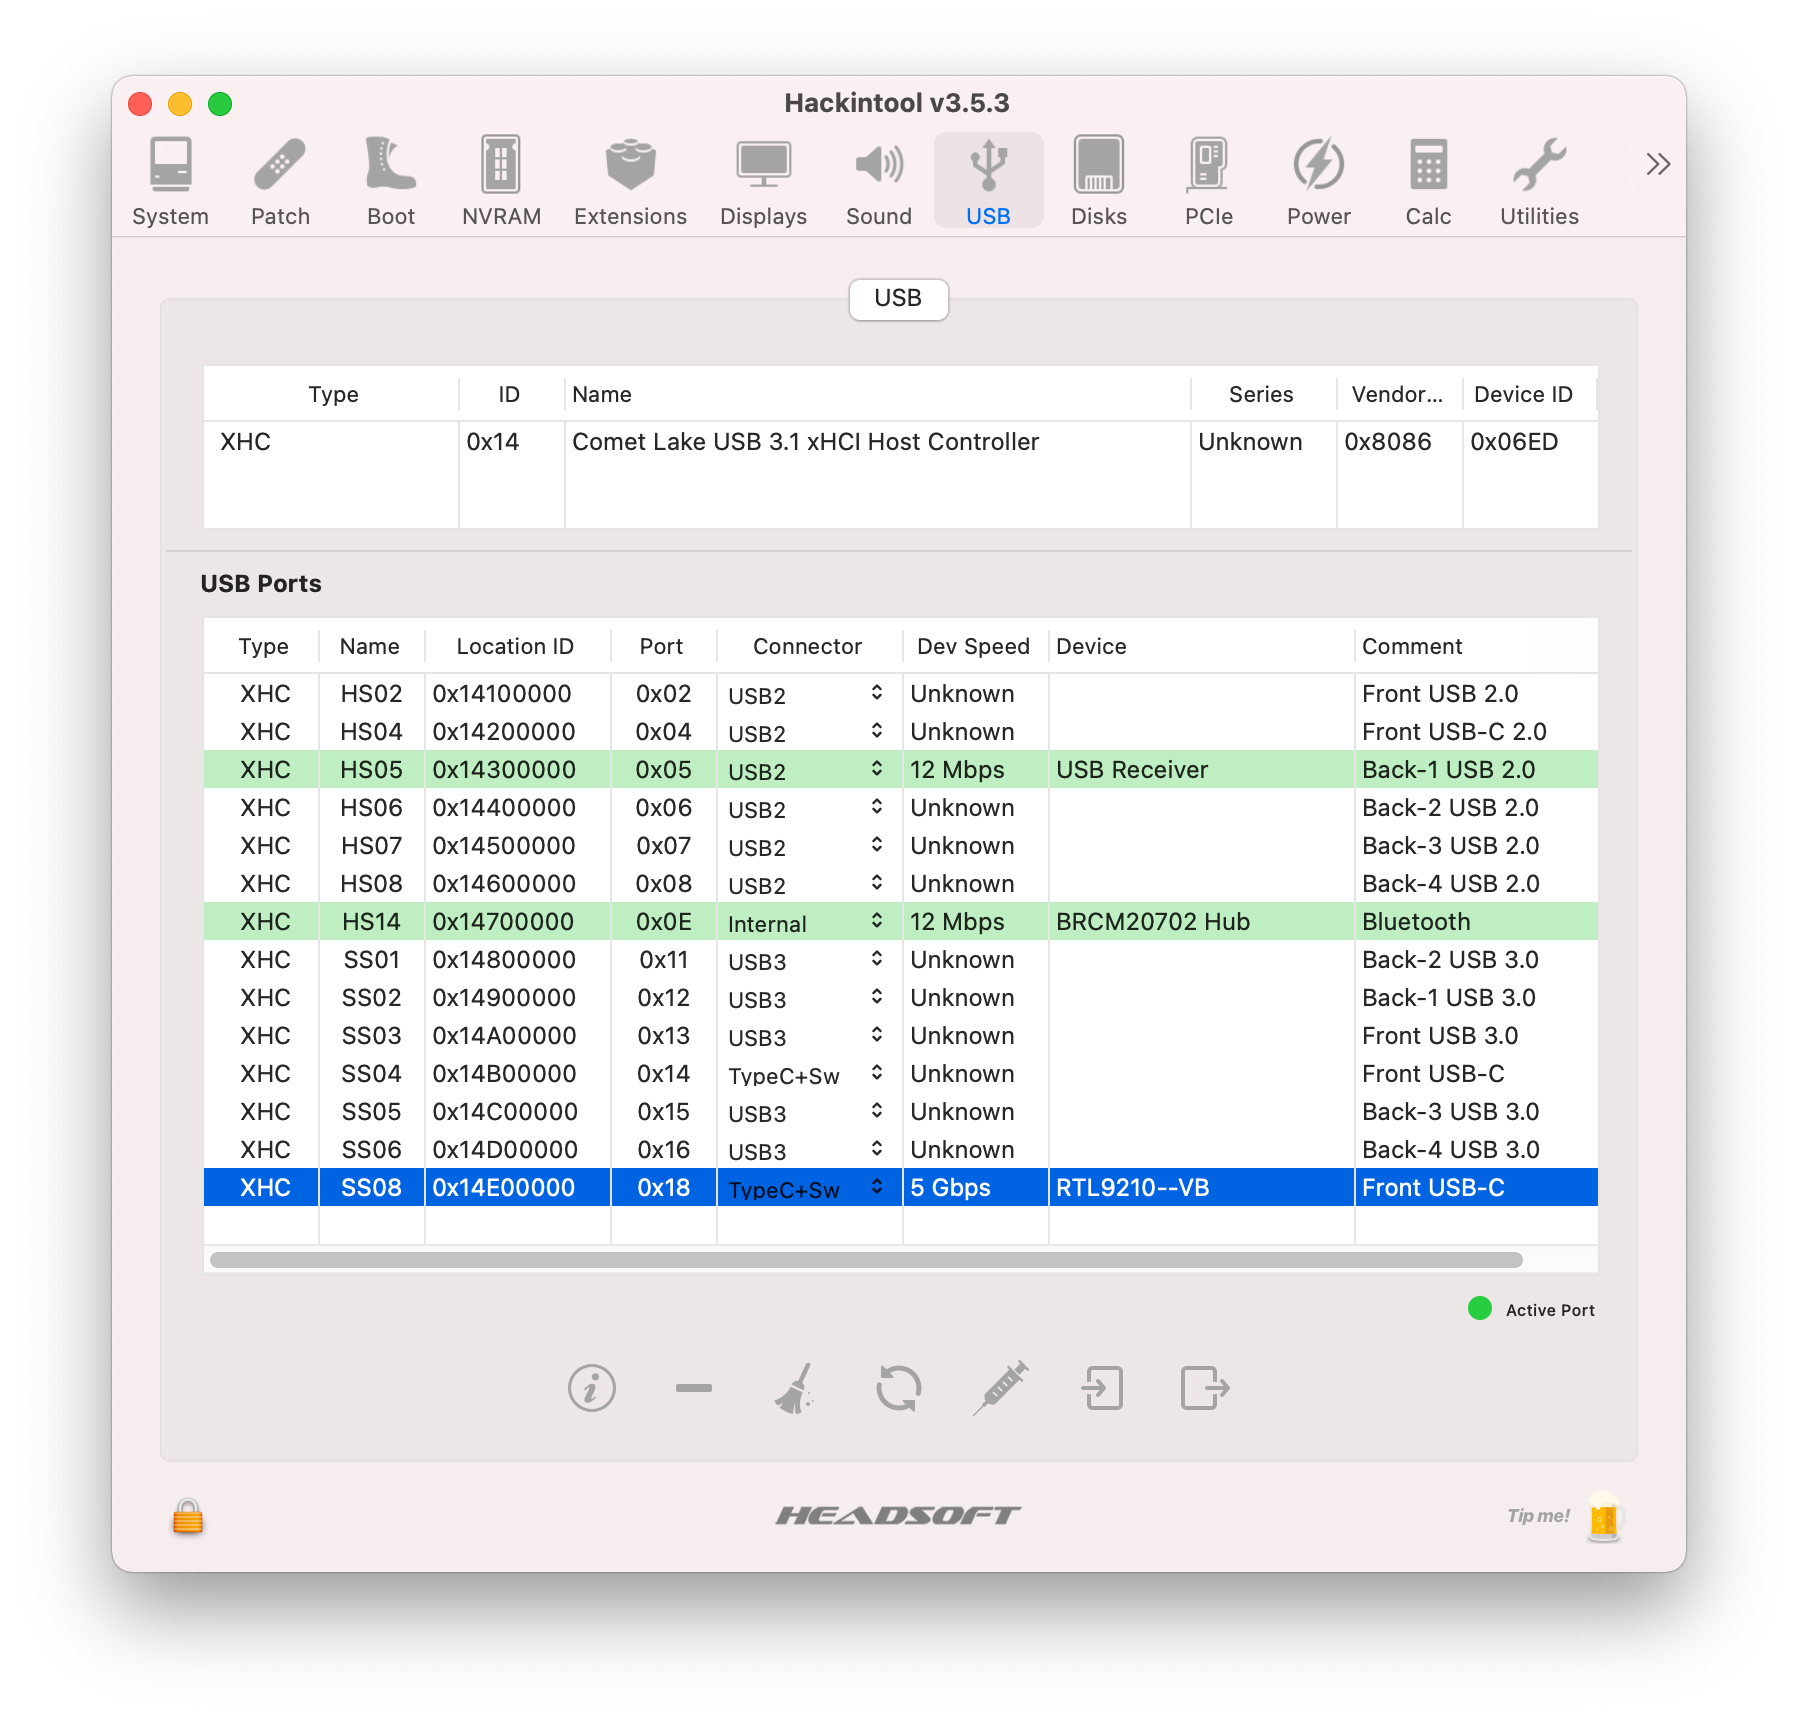 Hackintool v3.5.3
System Patch Boot NVRAM Extensions Displays Sound USB Disks PCIe Power Calc Utilities
USB
Type ID Name Series Vendor... Device ID
XHC 0x14 Comet Lake USB 3.1 xHCI Host Controller Unknown 0x8086 0x06ED
USB Ports
Type Name Location ID Port Connector Dev Speed Device Comment
XHC HS02 0x14100000 0x02 USB2 Unknown Front USB 2.0
XHC HS04 0x14200000 0x04 USB2 Unknown Front USB-C 2.0
XHC HS05 0x14300000 0x05 USB2 12 Mbps USB Receiver Back-1 USB 2.0
XHC HS06 0x14400000 0x06 USB2 Unknown Back-2 USB 2.0
XHC HS07 0x14500000 0x07 USB2 Unknown Back-3 USB 2.0
XHC HS08 0x14600000 0x08 USB2 Unknown Back-4 USB 2.0
XHC HS14 0x14700000 0x0E Internal 12 Mbps BRCM20702 Hub Bluetooth
XHC SS01 0x14800000 0x11 USB3 Unknown Back-2 USB 3.0
XHC SS02 0x14900000 0x12 USB3 Unknown Back-1 USB 3.0
XHC SS03 0x14A00000 0x13 USB3 Unknown Front USB 3.0
XHC SS04 0x14B00000 0x14 TypeC+Sw Unknown Front USB-C
XHC SS05 0x14C00000 0x15 USB3 Unknown Back-3 USB 3.0
XHC SS06 0x14D00000 0x16 USB3 Unknown Back-4 USB 3.0
XHC SS08 0x14E00000 0x18 TypeC+Sw 5 Gbps RTL9210--VB Front USB-C
Active Port
HEADSOFT
Tip me!